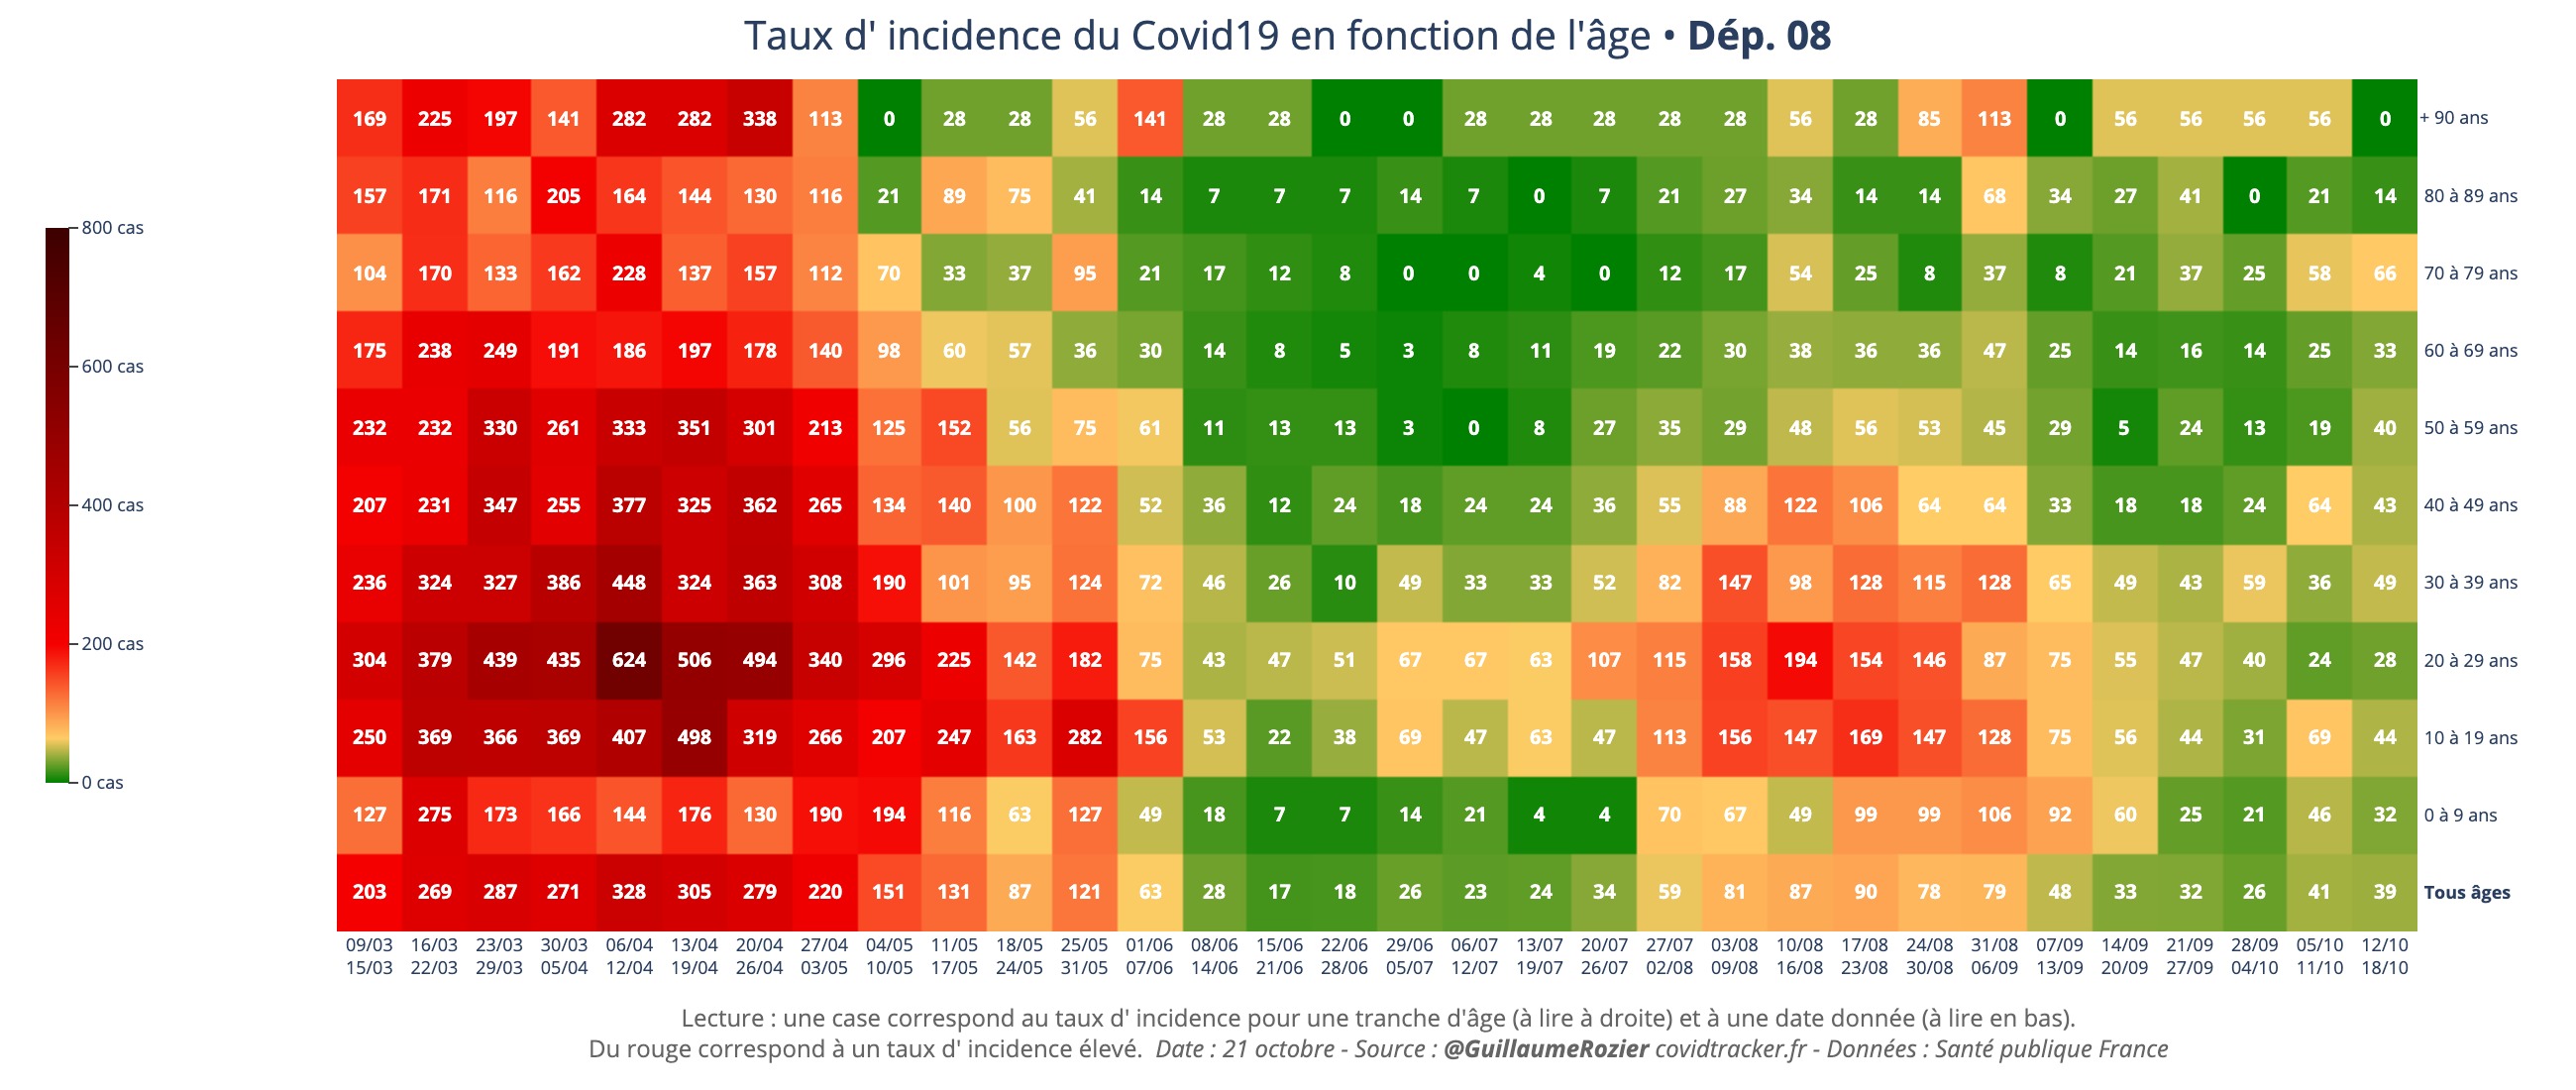 Taux d' incidence du Covid19 en fonction de l'âge • Dép. 08
800 cas
600 cas
400 cas
200 cas
0 cas
169 225 197 141 282 282 338 113 0 28 28 56 141 28 28 0 0 28 28 28 28 28 56 28 85 113 0 56 56 56 56 0 + 90 ans
157 171 116 205 164 144 130 116 21 89 75 41 14 7 7 7 14 7 0 7 21 27 34 14 14 68 34 27 41 0 21 14 80 à 89 ans
104 170 133 162 228 137 157 112 70 33 37 95 21 17 12 8 0 0 4 0 12 17 54 25 8 37 8 21 37 25 58 66 70 à 79 ans
175 238 249 191 186 197 178 140 98 60 57 36 30 14 8 5 3 8 11 19 22 30 38 36 36 47 25 14 16 14 25 33 60 à 69 ans
232 232 330 261 333 351 301 213 125 152 56 75 61 11 13 13 3 0 8 27 35 29 48 56 53 45 29 5 24 13 19 40 50 à 59 ans
207 231 347 255 377 325 362 265 134 140 100 122 52 36 12 24 18 24 24 36 55 88 122 106 64 64 33 18 18 24 64 43 40 à 49 ans
236 324 327 386 448 324 363 308 190 101 95 124 72 46 26 10 49 33 33 52 82 147 98 128 115 128 65 49 43 59 36 49 30 à 39 ans
304 379 439 435 624 506 494 340 296 225 142 182 75 43 47 51 67 67 63 107 115 158 194 154 146 87 75 55 47 40 24 28 20 à 29 ans
250 369 366 369 407 498 319 266 207 247 163 282 156 53 22 38 69 47 63 47 113 156 147 169 147 128 75 56 44 31 69 44 10 à 19 ans
127 275 173 166 144 176 130 190 194 116 63 127 49 18 7 7 14 21 4 4 70 67 49 99 99 106 92 60 25 21 46 32 0 à 9 ans
203 269 287 271 328 305 279 220 151 131 87 121 63 28 17 18 26 23 24 34 59 81 87 90 78 79 48 33 32 26 41 39 Tous âges
09/03 16/03 23/03 30/03 06/04 13/04 20/04 27/04 04/05 11/05 18/05 25/05 01/06 08/06 15/06 22/06 29/06 06/07 13/07 20/07 27/07 03/08 10/08 17/08 24/08 31/08 07/09 14/09 21/09 28/09 05/10 12/10
15/03 22/03 29/03 05/04 12/04 19/04 26/04 03/05 10/05 17/05 24/05 31/05 07/06 14/06 21/06 28/06 05/07 12/07 19/07 26/07 02/08 09/08 16/08 23/08 30/08 06/09 13/09 20/09 27/09 04/10 11/10 18/10
Lecture : une case correspond au taux d' incidence pour une tranche d'âge (à lire à droite) et à une date donnée (à lire en bas).
Du rouge correspond à un taux d' incidence élevé. Date : 21 octobre - Source : @GuillaumeRozier covidtracker.fr - Données : Santé publique France